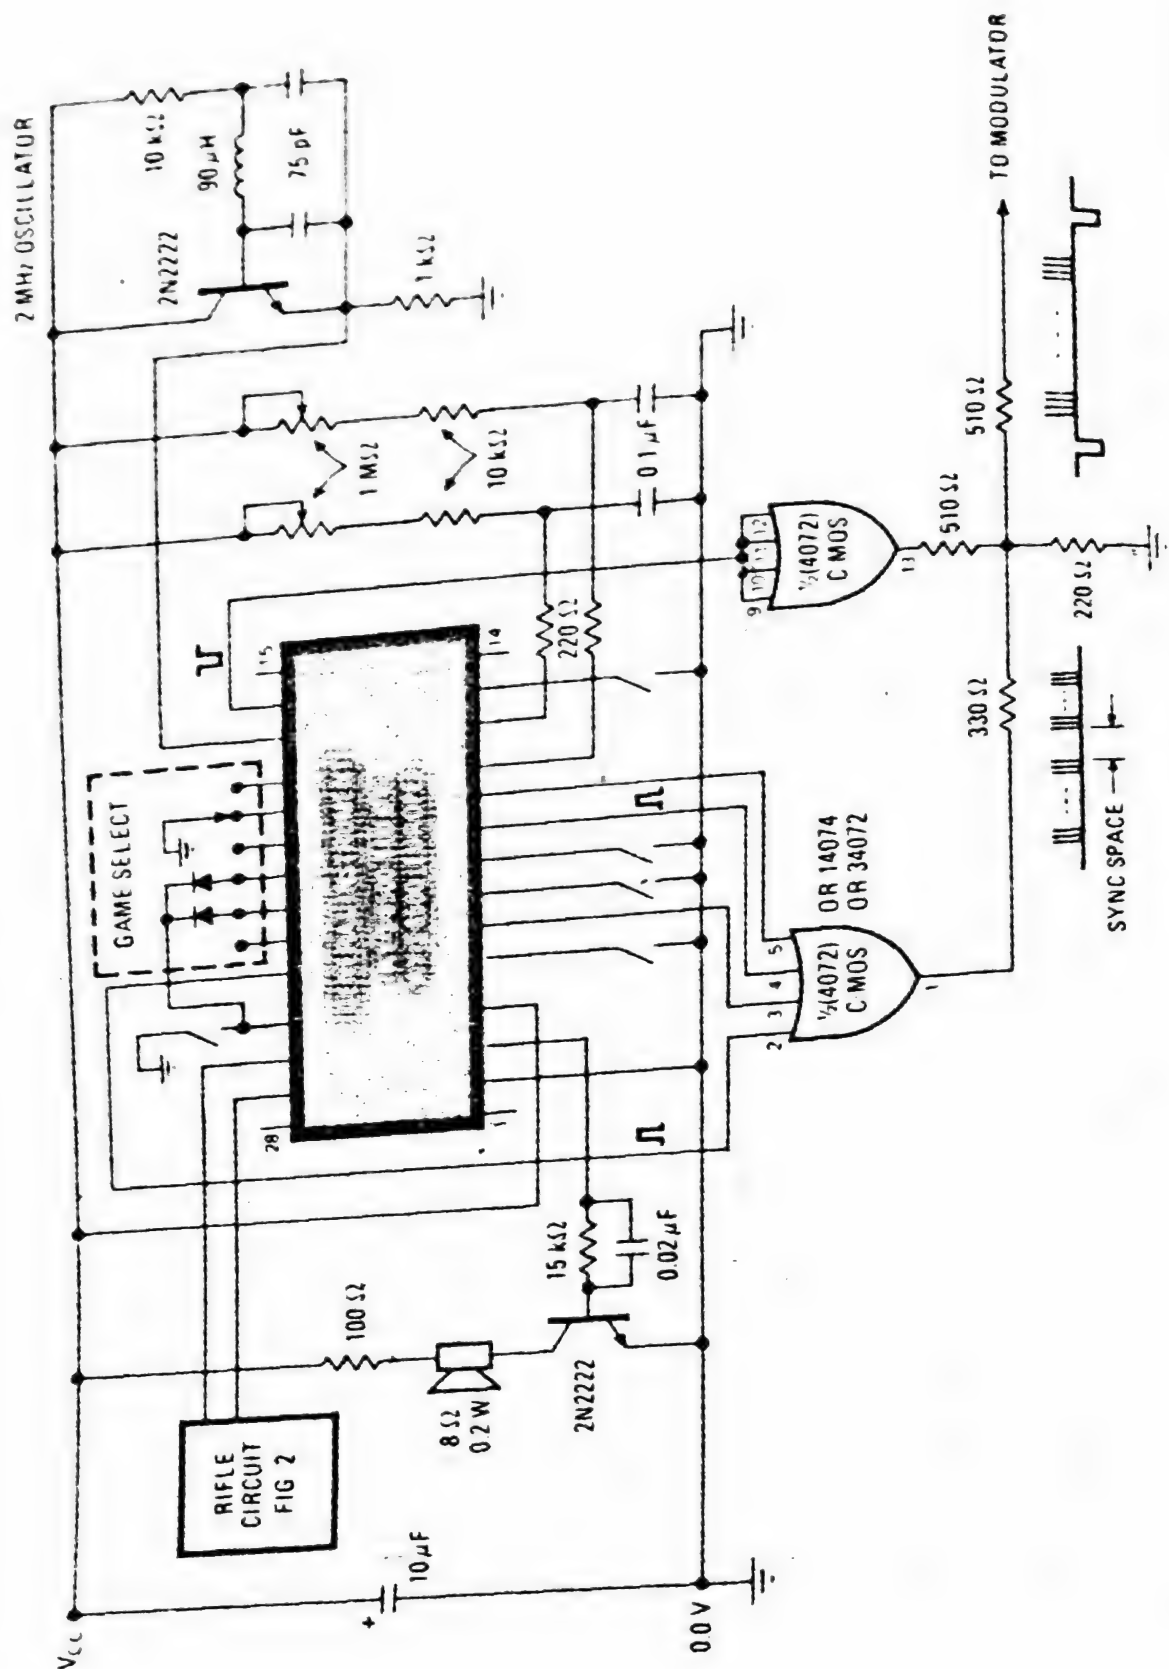 2 MHz OSCILLATOR
10 kΩ
90 μH
75 pF
2N2222
1 kΩ
1 MΩ
10 kΩ
0.1 μF
220 Ω
GAME SELECT
15
14
28
1
VCC
RIFLE
CIRCUIT
FIG 2
10 μF
+
100 Ω
8 Ω
0.2 W
15 kΩ
0.02 μF
2N2222
0.0 V
9
10
11
12
½(4072)
C MOS
13
510 Ω
510 Ω
TO MODULATOR
220 Ω
330 Ω
2
3
4
5
½(4072)
C MOS
OR 14074
OR 34072
1
SYNC SPACE